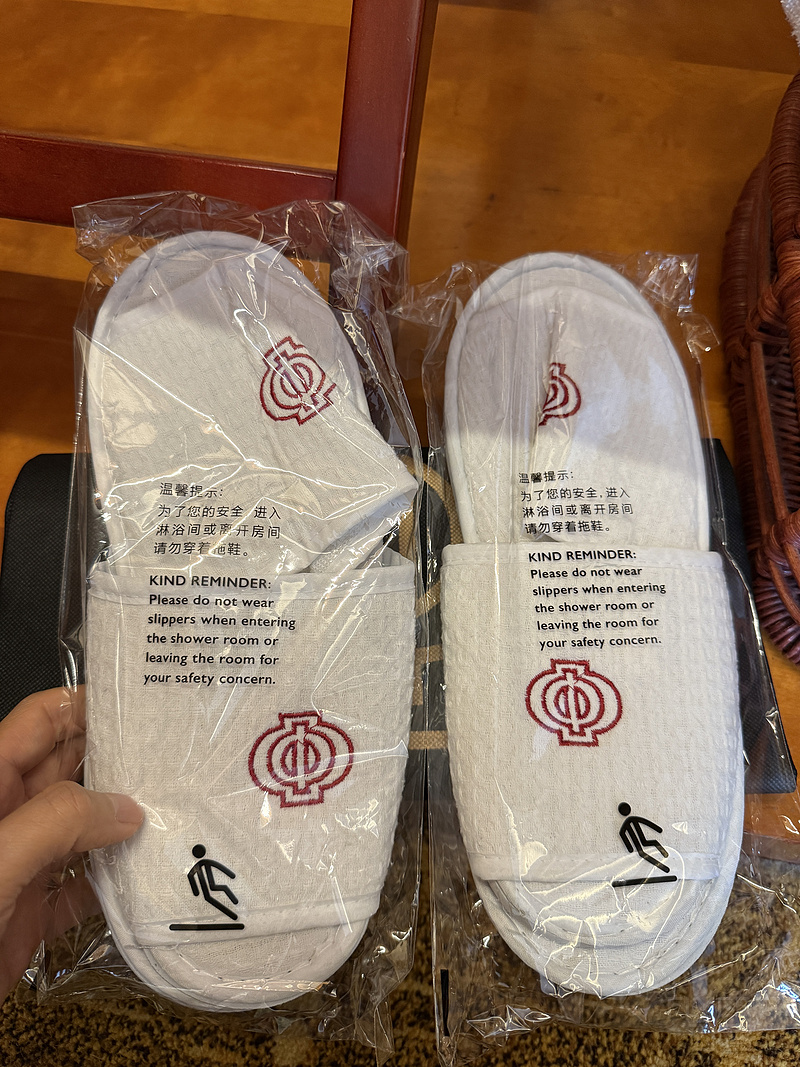 温馨提示:
为了您的安全,进入
淋浴间或离开房间
请勿穿着拖鞋。
KIND REMINDER:
Please do not wear
slippers when entering
the shower room or
leaving the room for
your safety concern.
温馨提示:
为了您的安全,进入
淋浴间或离开房间
请勿穿着拖鞋。
KIND REMINDER:
Please do not wear
slippers when entering
the shower room or
leaving the room for
your safety concern.